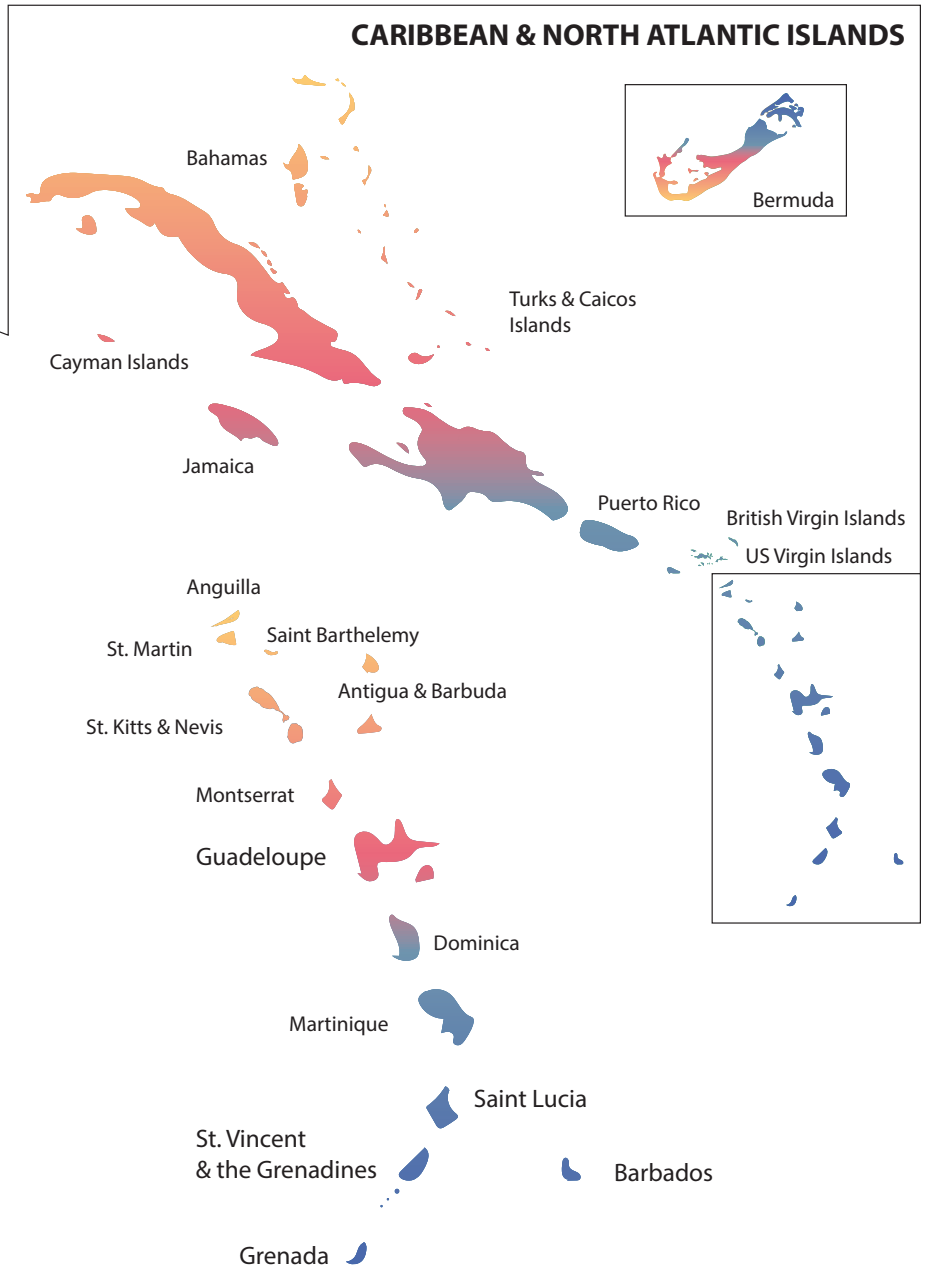 CARIBBEAN & NORTH ATLANTIC ISLANDS
Bahamas
Bermuda
Turks & Caicos
Islands
Cayman Islands
Jamaica
Puerto Rico
British Virgin Islands
US Virgin Islands
Anguilla
St. Martin
Saint Barthelemy
Antigua & Barbuda
St. Kitts & Nevis
Montserrat
Guadeloupe
Dominica
Martinique
Saint Lucia
St. Vincent
& the Grenadines
Barbados
Grenada